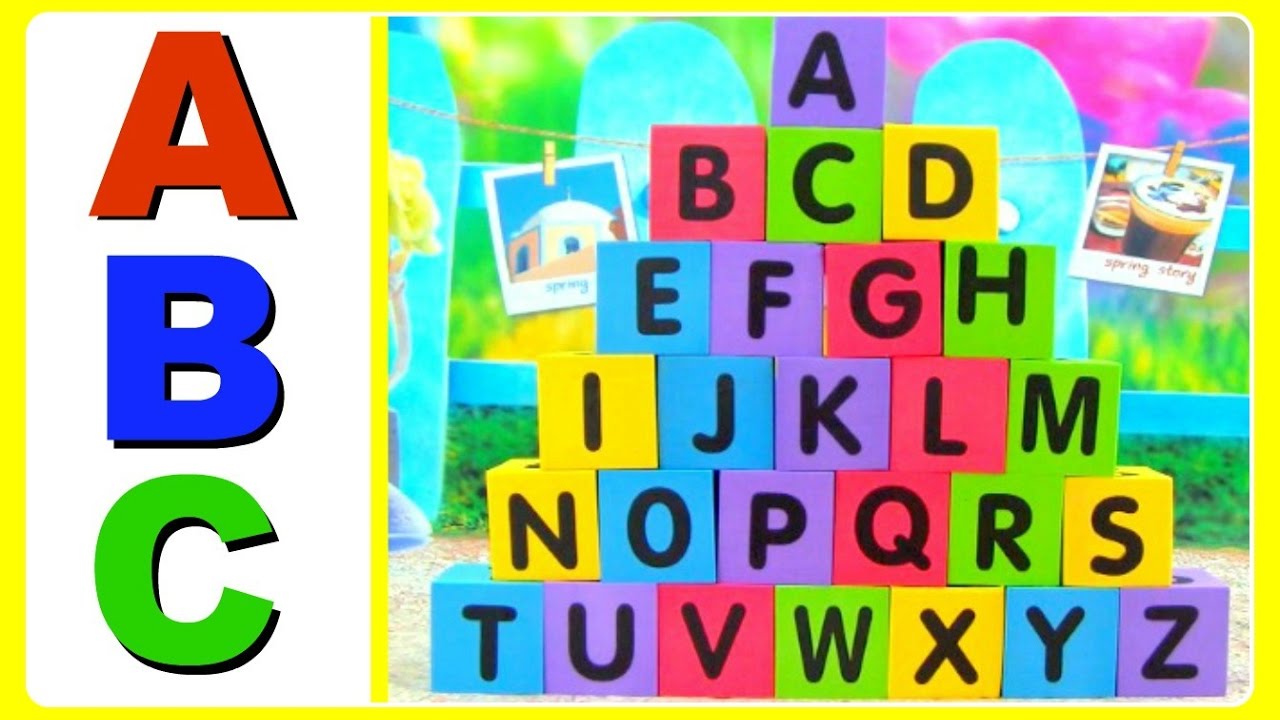 A
B
C
A
B C D
E F G H
I J K L M
N O P Q R S
T U V W X Y Z
spring
spring story